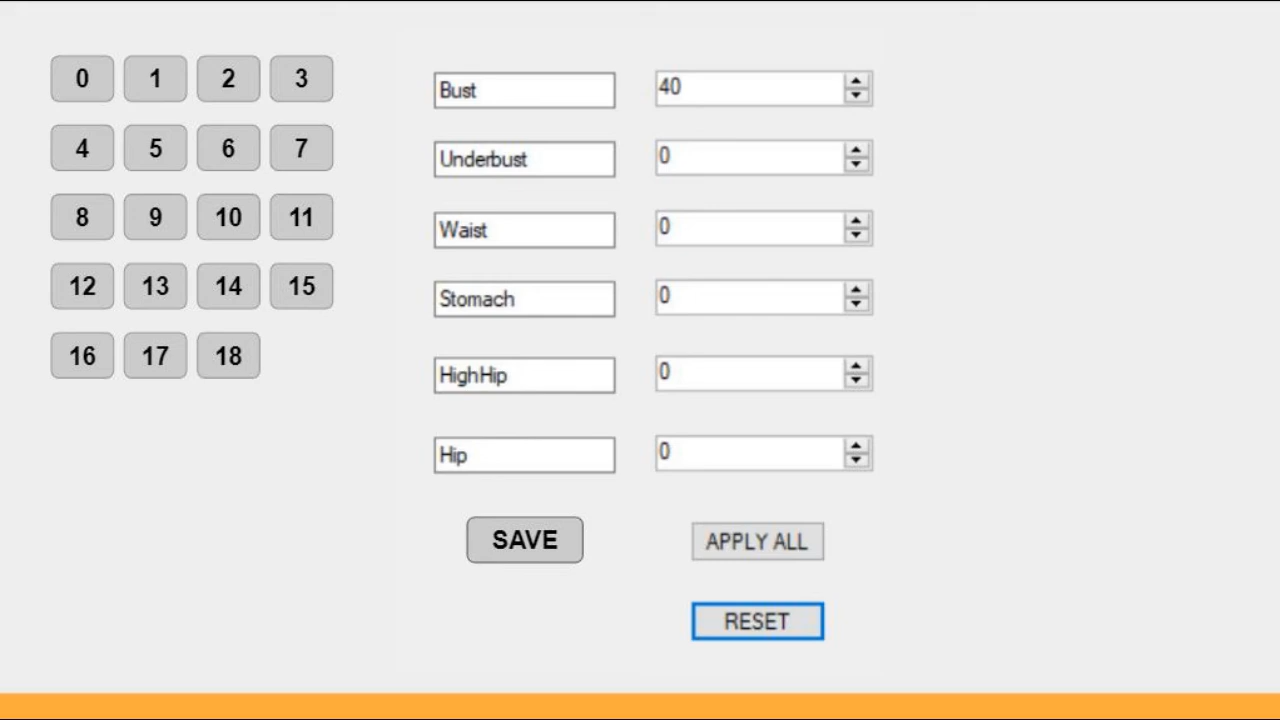 0 1 2 3
4 5 6 7
8 9 10 11
12 13 14 15
16 17 18
Bust 40
Underbust 0
Waist 0
Stomach 0
HighHip 0
Hip 0
SAVE APPLY ALL
RESET